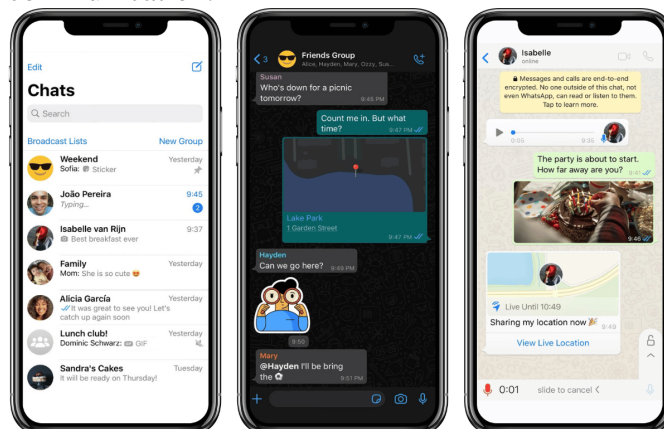 Edit
Chats
Search
Broadcast Lists New Group
Weekend Yesterday
Sofia: Sticker
João Pereira 9:45
Typing... 2
Isabelle van Rijn 9:37
Best breakfast ever
Family Yesterday
Mom: She is so cute 😍
Alicia García Yesterday
It was great to see you! Let's
catch up again soon
Lunch club! Yesterday
Dominic Schwarz: GIF
Sandra's Cakes Tuesday
It will be ready on Thursday!
3 Friends Group
Alice, Hayden, Mary, Ozzy, Sus...
Susan
Who's down for a picnic
tomorrow? 9:45 PM
Count me in. But what
time? 9:47 PM
Lake Park
1 Garden Street
9:47 PM
Hayden
Can we go here? 9:49 PM
9:50
Mary
@Hayden I'll be bring
the ⚽ 9:51 PM
Isabelle
online
Messages and calls are end-to-end
encrypted. No one outside of this chat, not
even WhatsApp, can read or listen to them.
Tap to learn more.
0:05 9:35
The party is about to start.
How far away are you? 9:41
9:46
Live Until 10:49
Sharing my location now 🎉 9:49
View Live Location
0:01 slide to cancel <